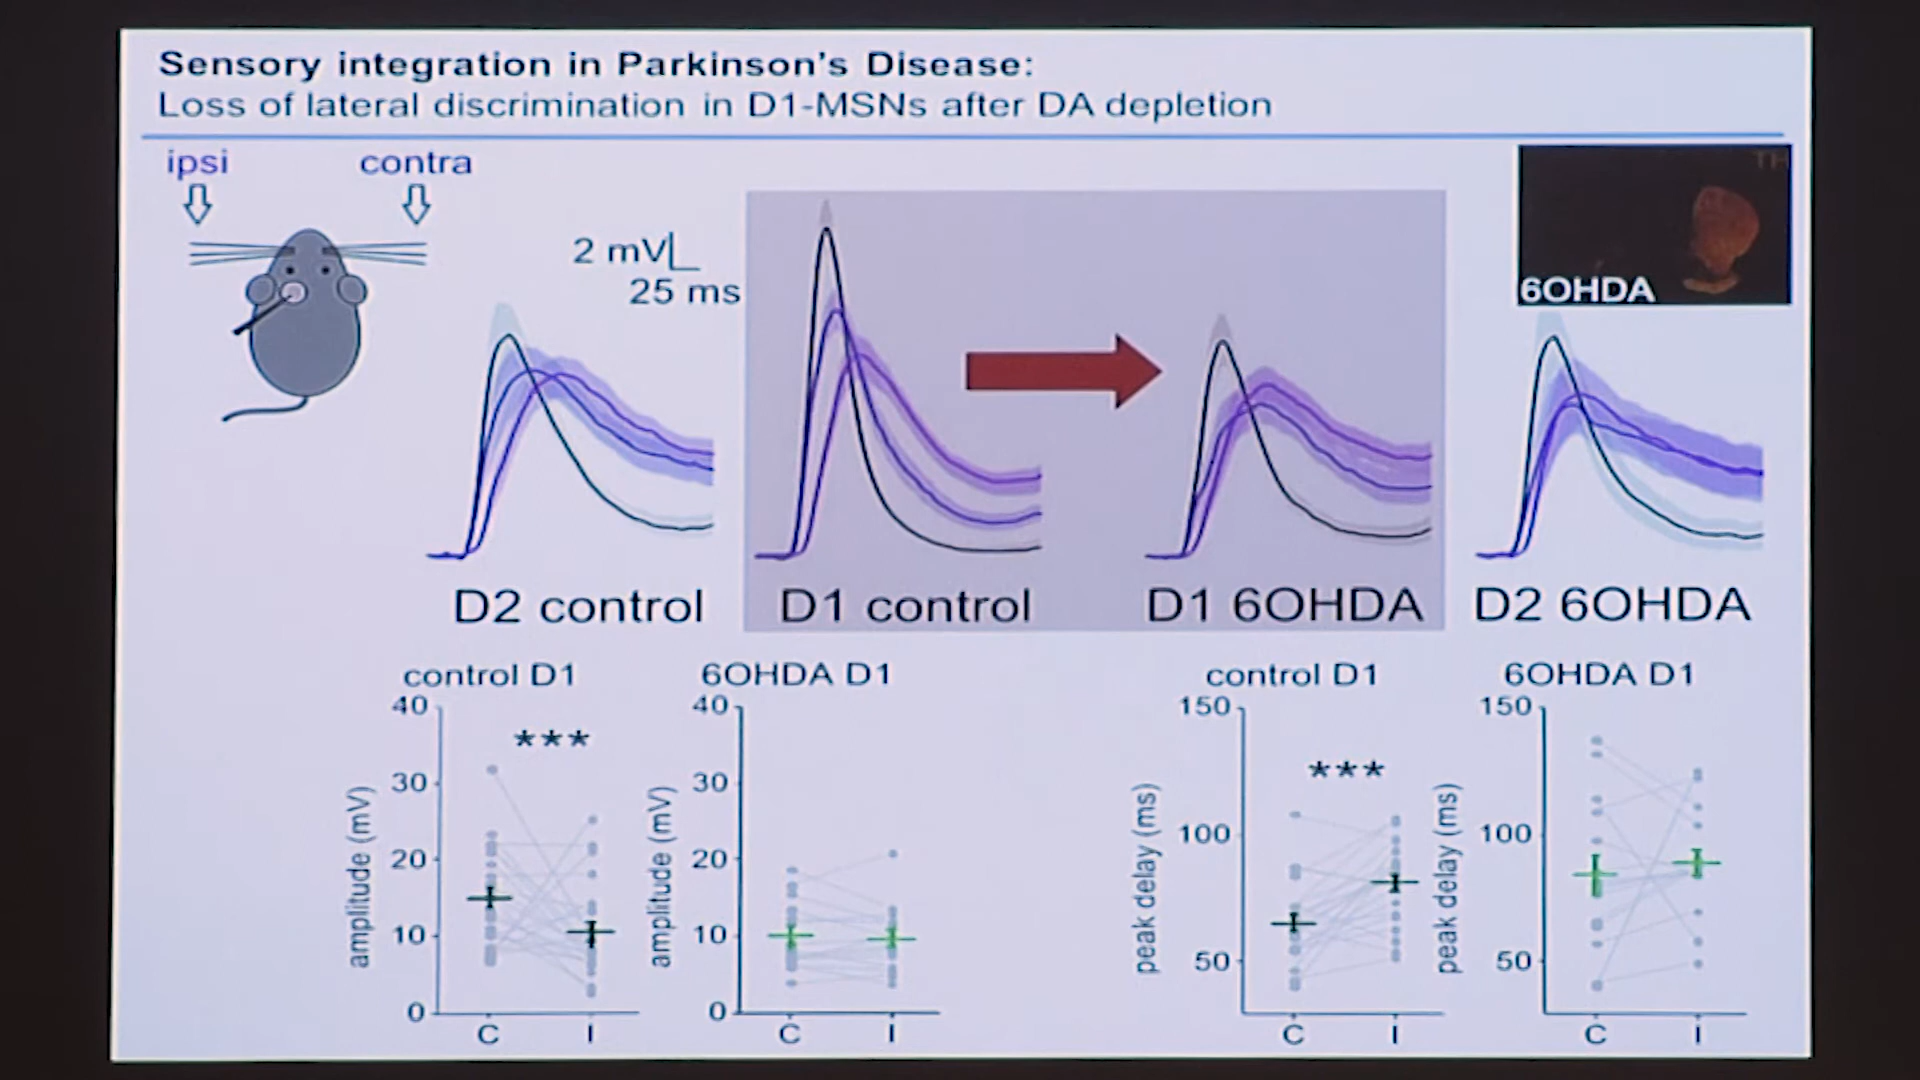 Sensory integration in Parkinson's Disease:
Loss of lateral discrimination in D1-MSNs after DA depletion
ipsi
contra
TH
2 mV
25 ms
6OHDA
D2 control
D1 control
D1 6OHDA
D2 6OHDA
control D1
6OHDA D1
control D1
6OHDA D1
amplitude (mV)
40
30
20
10
0
***
C
I
amplitude (mV)
40
30
20
10
0
C
I
peak delay (ms)
150
100
50
***
C
I
peak delay (ms)
150
100
50
C
I